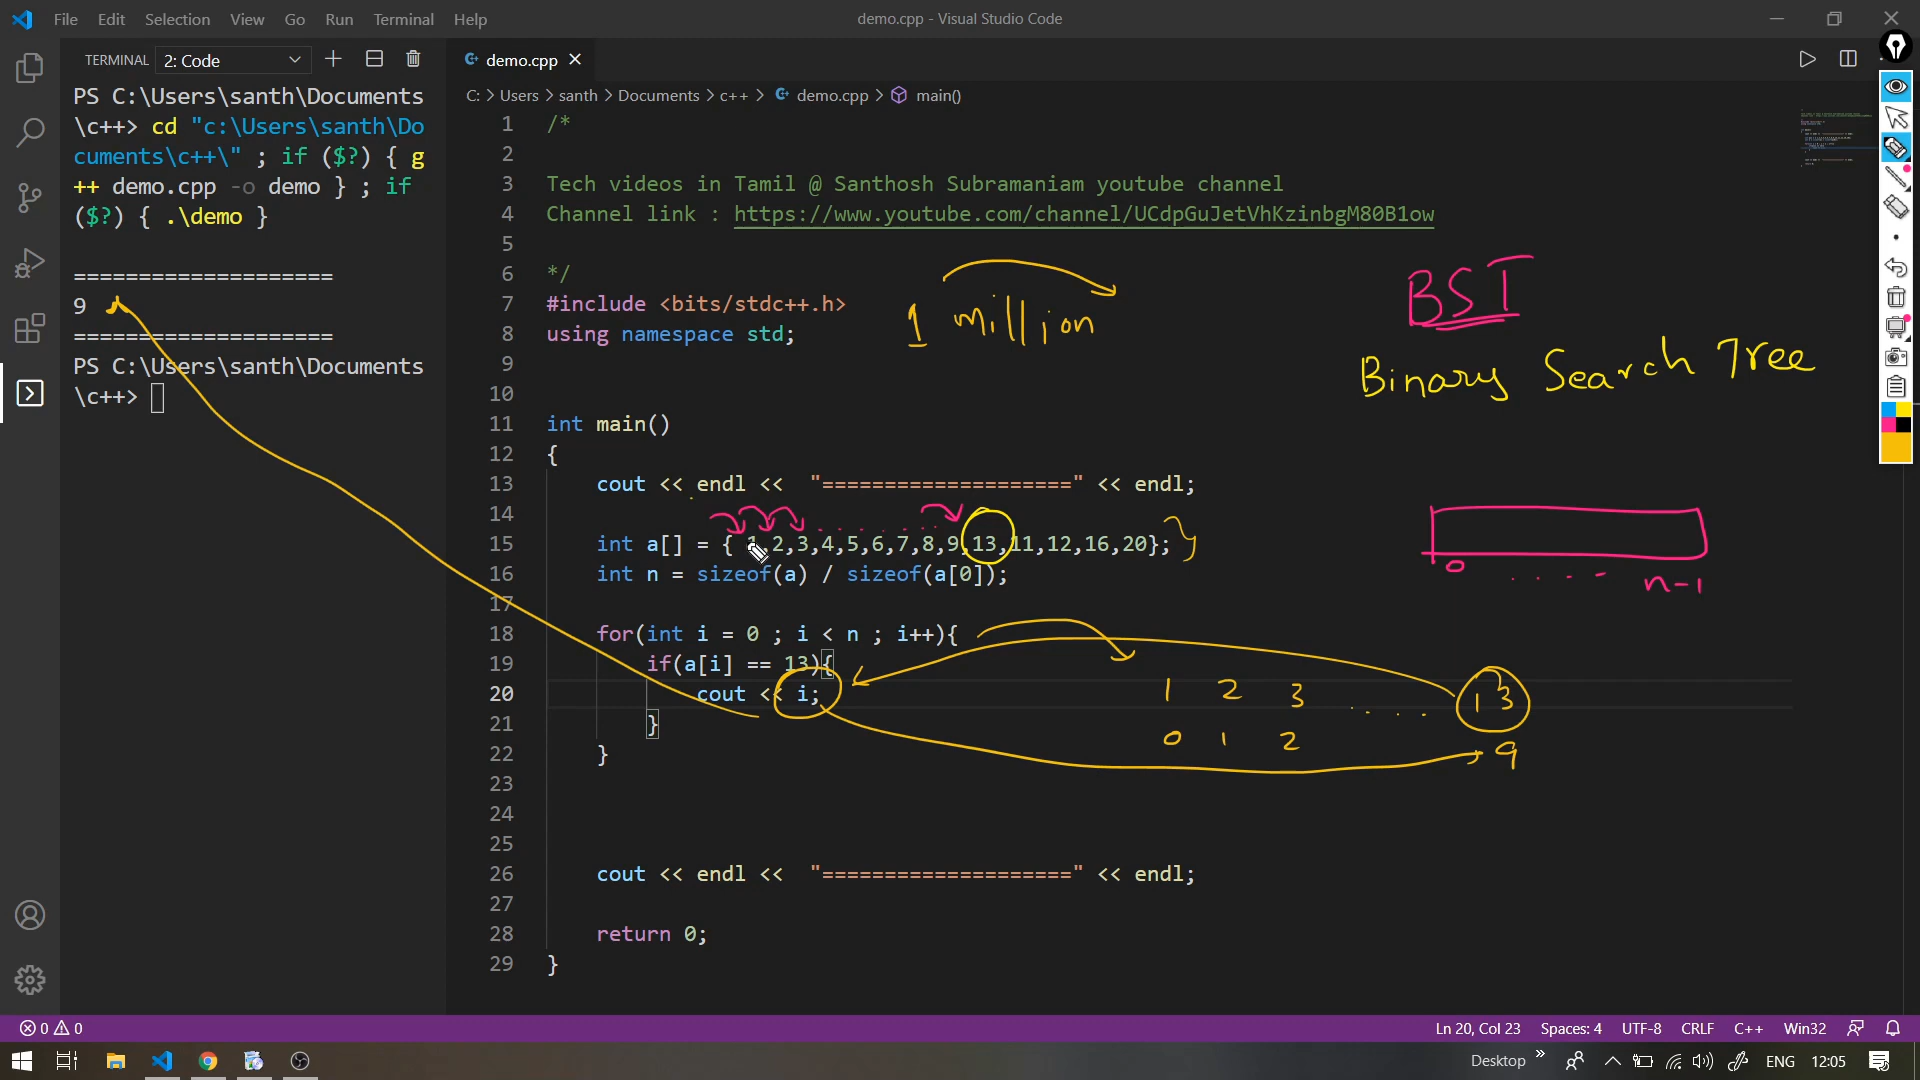 File Edit Selection View Go Run Terminal Help
demo.cpp - Visual Studio Code
TERMINAL 2: Code
PS C:\Users\santh\Documents
\c++> cd "c:\Users\santh\Do
cuments\c++\" ; if ($?) { g
++ demo.cpp -o demo } ; if
($?) { .\demo }
====================
9
====================
PS C:\Users\santh\Documents
\c++>
demo.cpp
C: > Users > santh > Documents > c++ > demo.cpp > main()
1 /*
2
3 Tech videos in Tamil @ Santhosh Subramaniam youtube channel
4 Channel link : https://www.youtube.com/channel/UCdpGuJetVhKzinbgM80B1ow
5
6 */
7 #include <bits/stdc++.h>
8 using namespace std;
9
10
11 int main()
12 {
13 cout << endl << "====================" << endl;
14
15 int a[] = { 1,2,3,4,5,6,7,8,9,13,11,12,16,20};
16 int n = sizeof(a) / sizeof(a[0]);
17
18 for(int i = 0 ; i < n ; i++){
19 if(a[i] == 13){
20 cout << i;
21 }
22 }
23
24
25
26 cout << endl << "====================" << endl;
27
28 return 0;
29 }
1 million
BST
Binary Search Tree
0 . . . . n-1
1 2 3 . . . . 13
0 1 2 9
0 0
Ln 20, Col 23 Spaces: 4 UTF-8 CRLF C++ Win32
Desktop ENG 12:05